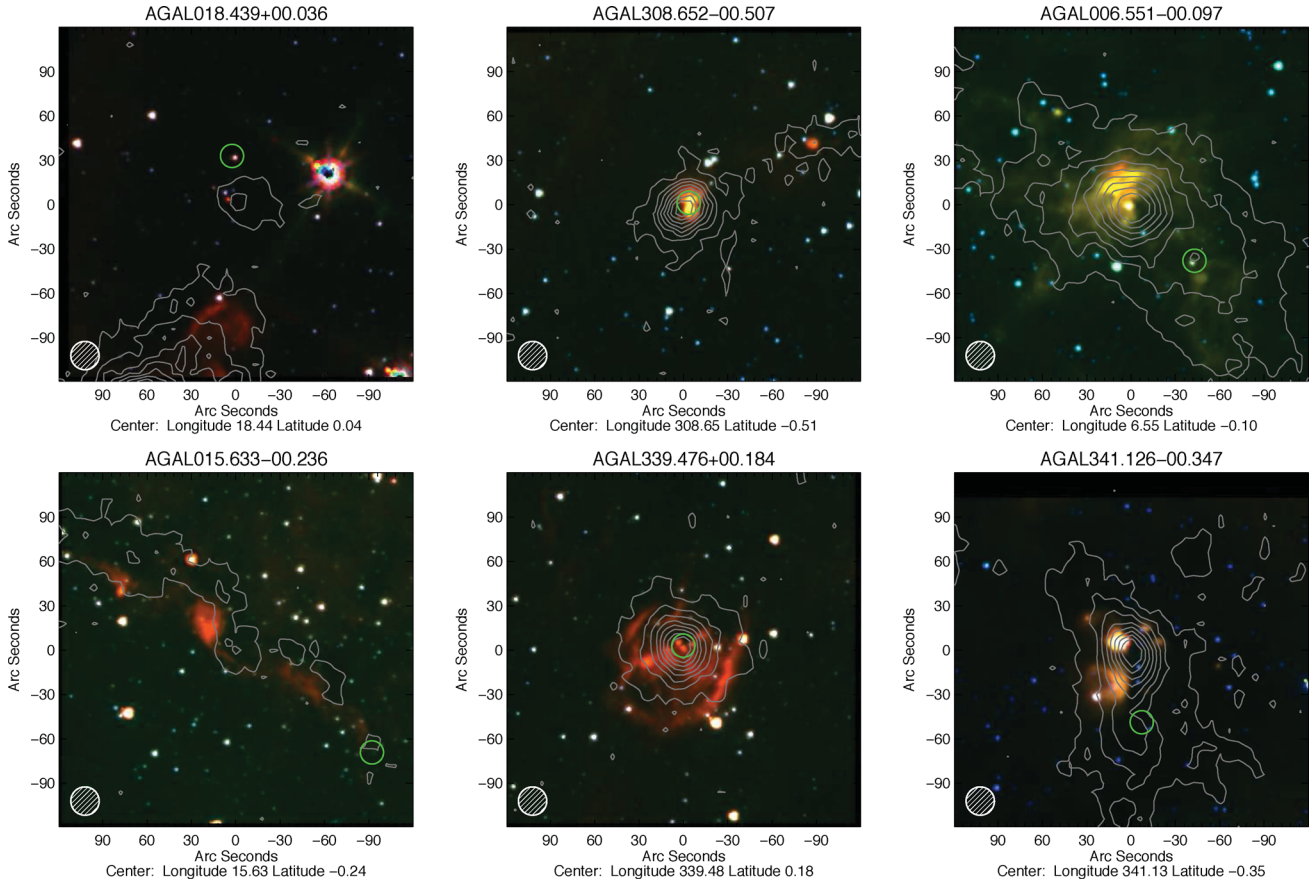 AGAL018.439+00.036
AGAL308.652−00.507
AGAL006.551−00.097
Arc Seconds
90
60
30
0
−30
−60
−90
90 60 30 0 −30 −60 −90
Arc Seconds
Center: Longitude 18.44 Latitude 0.04
Arc Seconds
90
60
30
0
−30
−60
−90
90 60 30 0 −30 −60 −90
Arc Seconds
Center: Longitude 308.65 Latitude −0.51
Arc Seconds
90
60
30
0
−30
−60
−90
90 60 30 0 −30 −60 −90
Arc Seconds
Center: Longitude 6.55 Latitude −0.10
AGAL015.633−00.236
AGAL339.476+00.184
AGAL341.126−00.347
Arc Seconds
90
60
30
0
−30
−60
−90
90 60 30 0 −30 −60 −90
Arc Seconds
Center: Longitude 15.63 Latitude −0.24
Arc Seconds
90
60
30
0
−30
−60
−90
90 60 30 0 −30 −60 −90
Arc Seconds
Center: Longitude 339.48 Latitude 0.18
Arc Seconds
90
60
30
0
−30
−60
−90
90 60 30 0 −30 −60 −90
Arc Seconds
Center: Longitude 341.13 Latitude −0.35